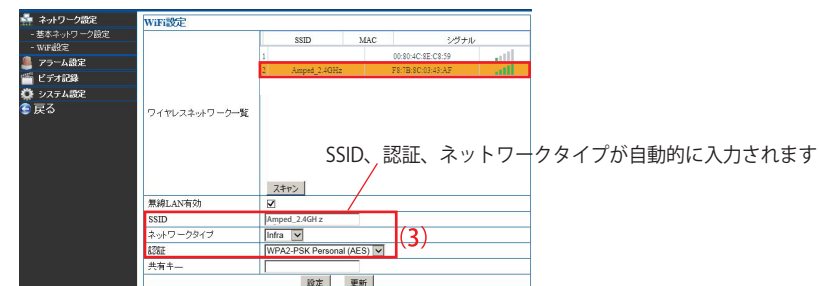 ネットワーク設定
-基本ネットワーク設定
-WiFi設定
アラーム設定
ビデオ記録
システム設定
戻る
WiFi設定
SSID MAC シグナル
1 00:80:4C:8E:C8:59
2 Amped_2.4GHz F8:7B:8C:03:43:AF
ワイヤレスネットワーク一覧
SSID、認証、ネットワークタイプが自動的に入力されます
スキャン
無線LAN有効
SSID Amped_2.4GHz
ネットワークタイプ Infra
(3)
認証 WPA2-PSK Personal (AES)
共有キー
設定 更新